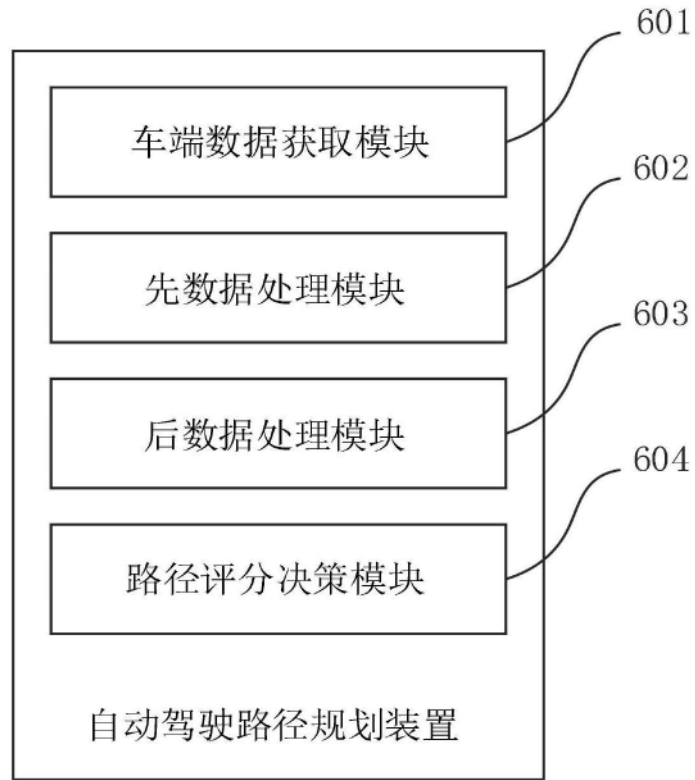 601
车端数据获取模块
602
先数据处理模块
603
后数据处理模块
604
路径评分决策模块
自动驾驶路径规划装置